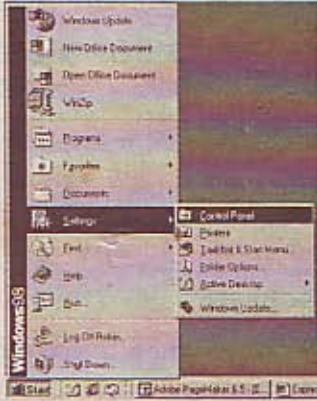 Windows Update
New Office Document
Open Office Document
WinZip
Programs
Favorites
Documents
Settings
Find
Help
Run...
Log Off
Shut Down...
Control Panel
Printers
Taskbar & Start Menu...
Folder Options...
Active Desktop
Windows Update...
Windows98
Start
Adobe PageMaker 6.5 -